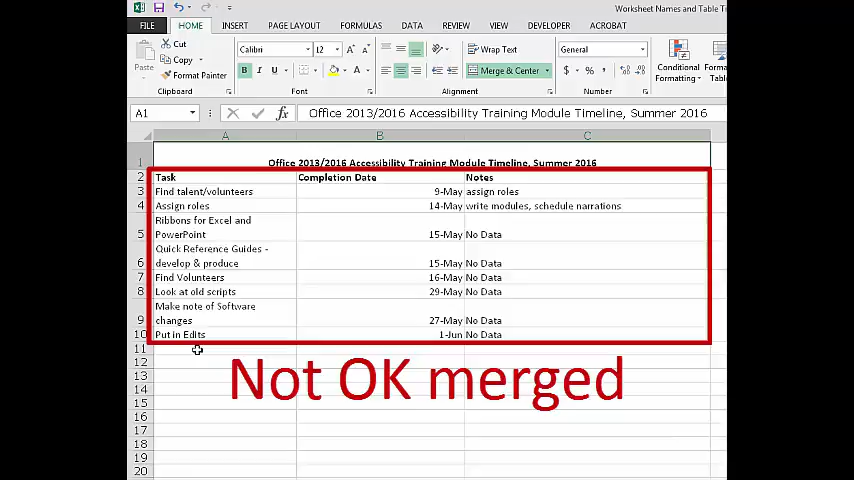 Worksheet Names and Table Tr
FILE HOME INSERT PAGE LAYOUT FORMULAS DATA REVIEW VIEW DEVELOPER ACROBAT
Cut
Copy
Format Painter
Paste
Calibri 12
B I U
Wrap Text
Merge & Center
General
$ % ,
Conditional
Formatting
Forma
Tabl
Clipboard Font Alignment Number
A1 fx Office 2013/2016 Accessibility Training Module Timeline, Summer 2016
A B C
1 Office 2013/2016 Accessibility Training Module Timeline, Summer 2016
2 Task Completion Date Notes
3 Find talent/volunteers 9-May assign roles
4 Assign roles 14-May write modules, schedule narrations
Ribbons for Excel and
5 PowerPoint 15-May No Data
Quick Reference Guides -
6 develop & produce 15-May No Data
7 Find Volunteers 16-May No Data
8 Look at old scripts 29-May No Data
Make note of Software
9 changes 27-May No Data
10 Put in Edits 1-Jun No Data
11
12
13
14
15
16
17
18
19
20
Not OK merged